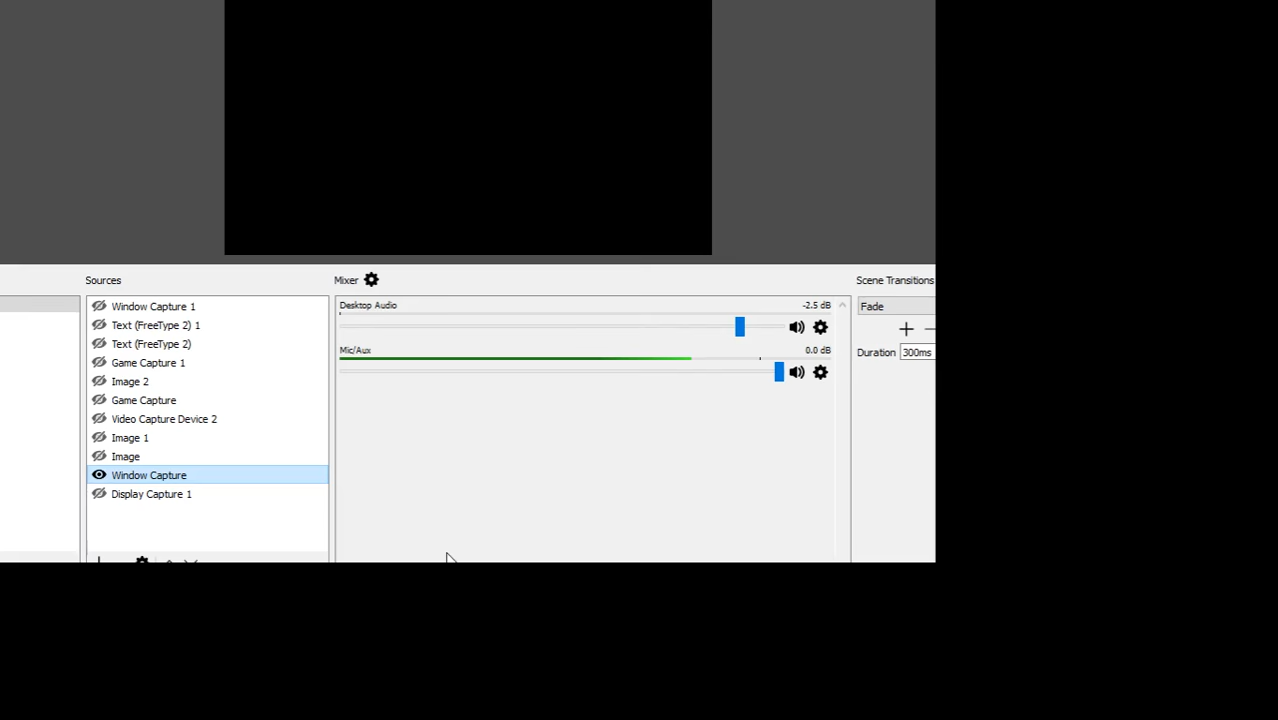 Sources
Window Capture 1
Text (FreeType 2) 1
Text (FreeType 2)
Game Capture 1
Image 2
Game Capture
Video Capture Device 2
Image 1
Image
Window Capture
Display Capture 1
Mixer
Desktop Audio -2.5 dB
Mic/Aux 0.0 dB
Scene Transitions
Fade
Duration 300ms